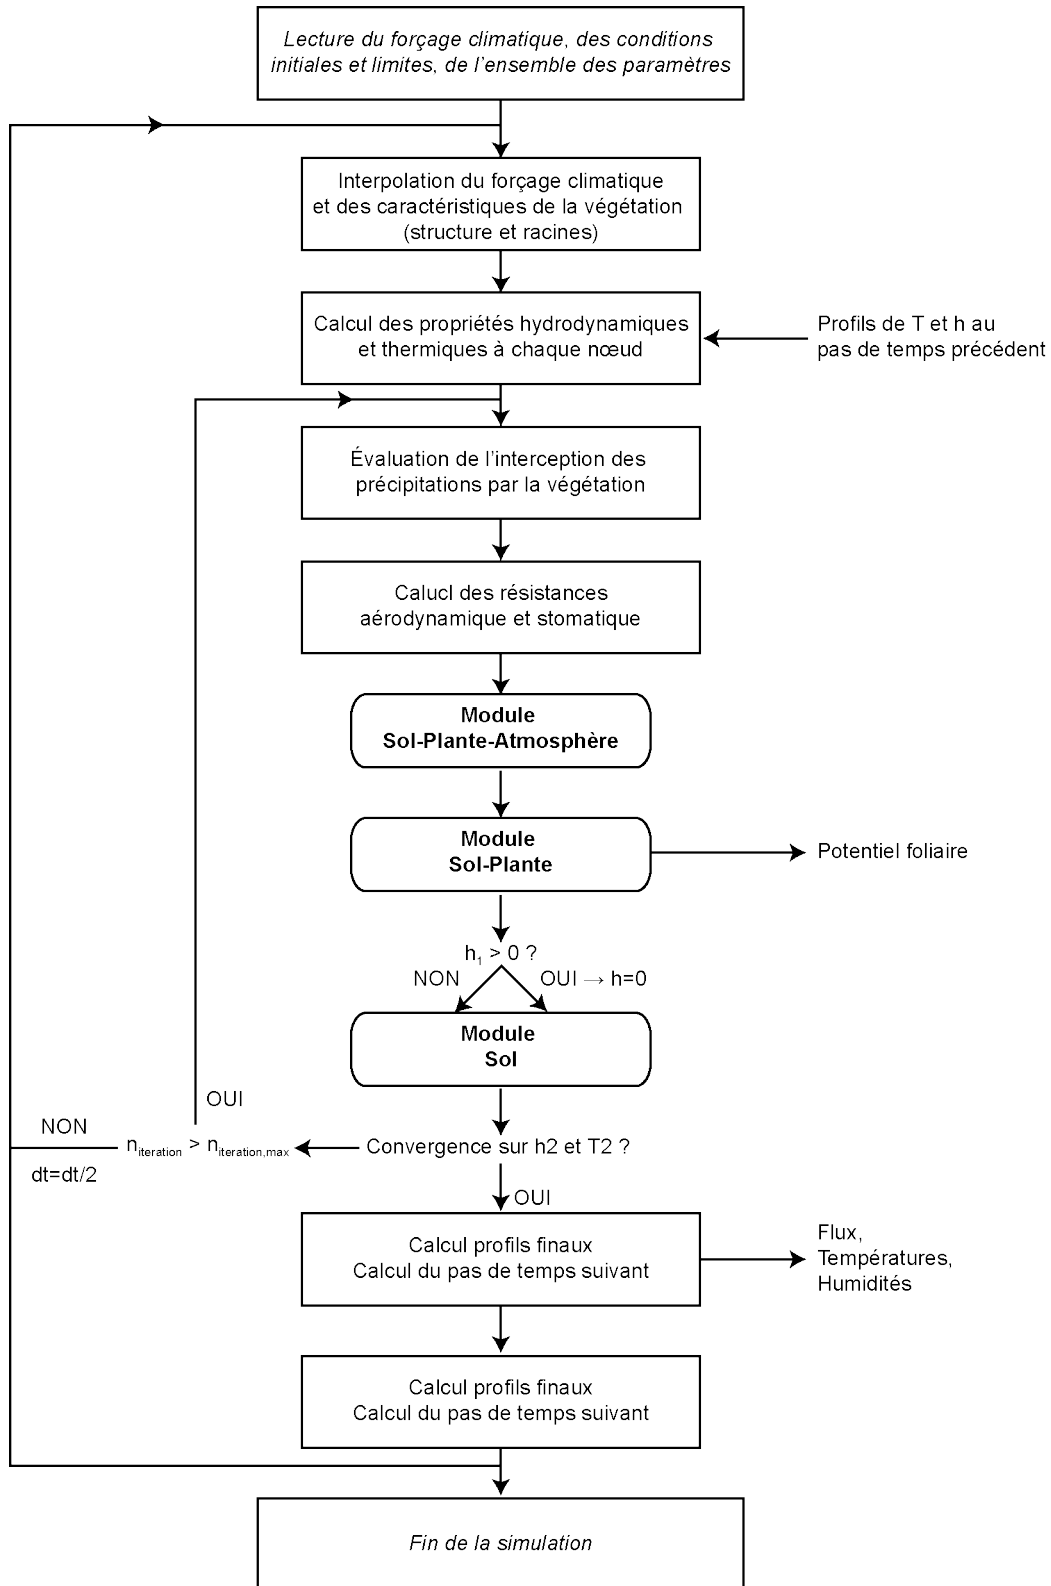 Lecture du forçage climatique, des conditions
initiales et limites, de l'ensemble des paramètres
Interpolation du forçage climatique
et des caractéristiques de la végétation
(structure et racines)
Calcul des propriétés hydrodynamiques
et thermiques à chaque nœud
Profils de T et h au
pas de temps précédent
Évaluation de l'interception des
précipitations par la végétation
Calucl des résistances
aérodynamique et stomatique
Module
Sol-Plante-Atmosphère
Module
Sol-Plante
Potentiel foliaire
h₁ > 0 ?
NON
OUI → h=0
Module
Sol
OUI
NON
n_iteration > n_iteration,max
Convergence sur h2 et T2 ?
dt=dt/2
OUI
Calcul profils finaux
Calcul du pas de temps suivant
Flux,
Températures,
Humidités
Calcul profils finaux
Calcul du pas de temps suivant
Fin de la simulation